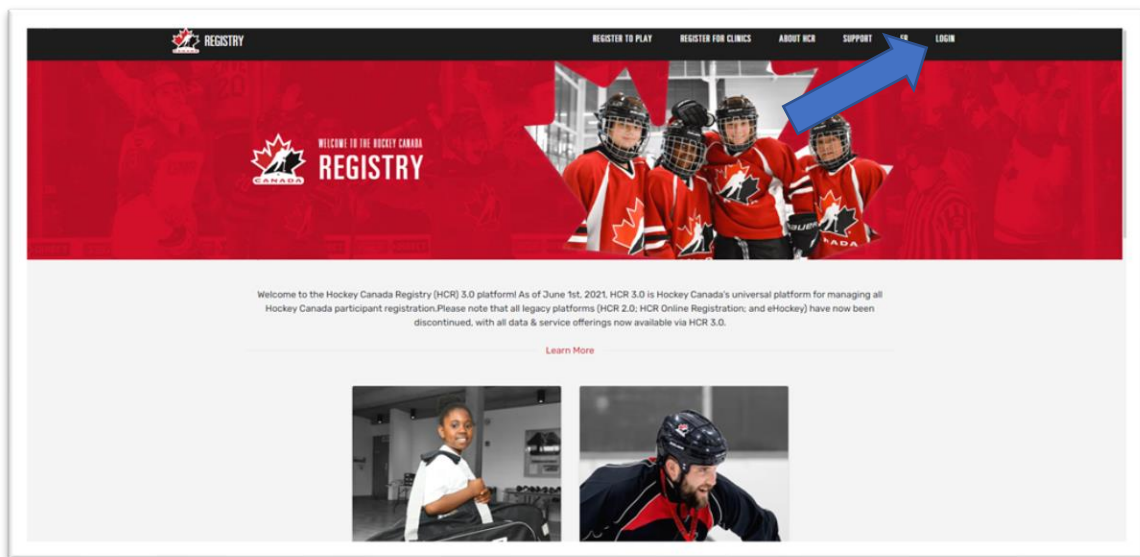 REGISTRY
REGISTER TO PLAY
REGISTER FOR CLINICS
ABOUT HCR
SUPPORT
FR
LOGIN
CANADA
WELCOME TO THE HOCKEY CANADA
REGISTRY
BAUER
Welcome to the Hockey Canada Registry (HCR) 3.0 platform! As of June 1st, 2021, HCR 3.0 is Hockey Canada's universal platform for managing all
Hockey Canada participant registration.Please note that all legacy platforms (HCR 2.0; HCR Online Registration; and eHockey) have now been
discontinued, with all data & service offerings now available via HCR 3.0.
Learn More